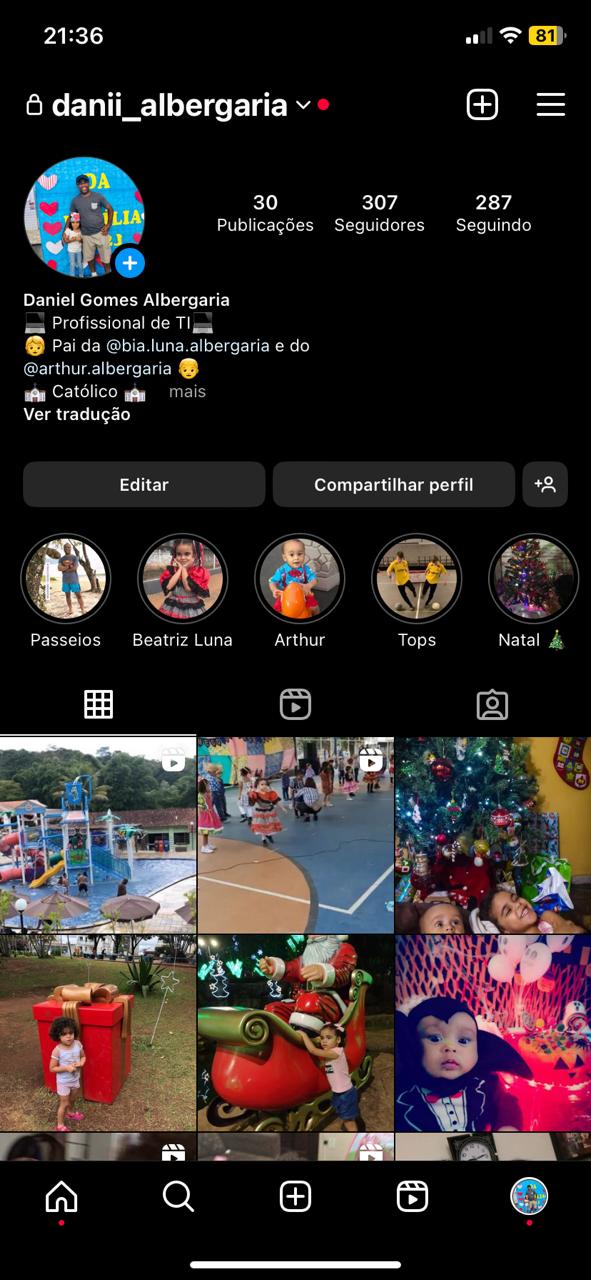 21:36
81
danii_albergaria
30 307 287
Publicações Seguidores Seguindo
Daniel Gomes Albergaria
Profissional de TI
Pai da @bia.luna.albergaria e do
@arthur.albergaria
Católico mais
Ver tradução
Editar Compartilhar perfil
Passeios Beatriz Luna Arthur Tops Natal